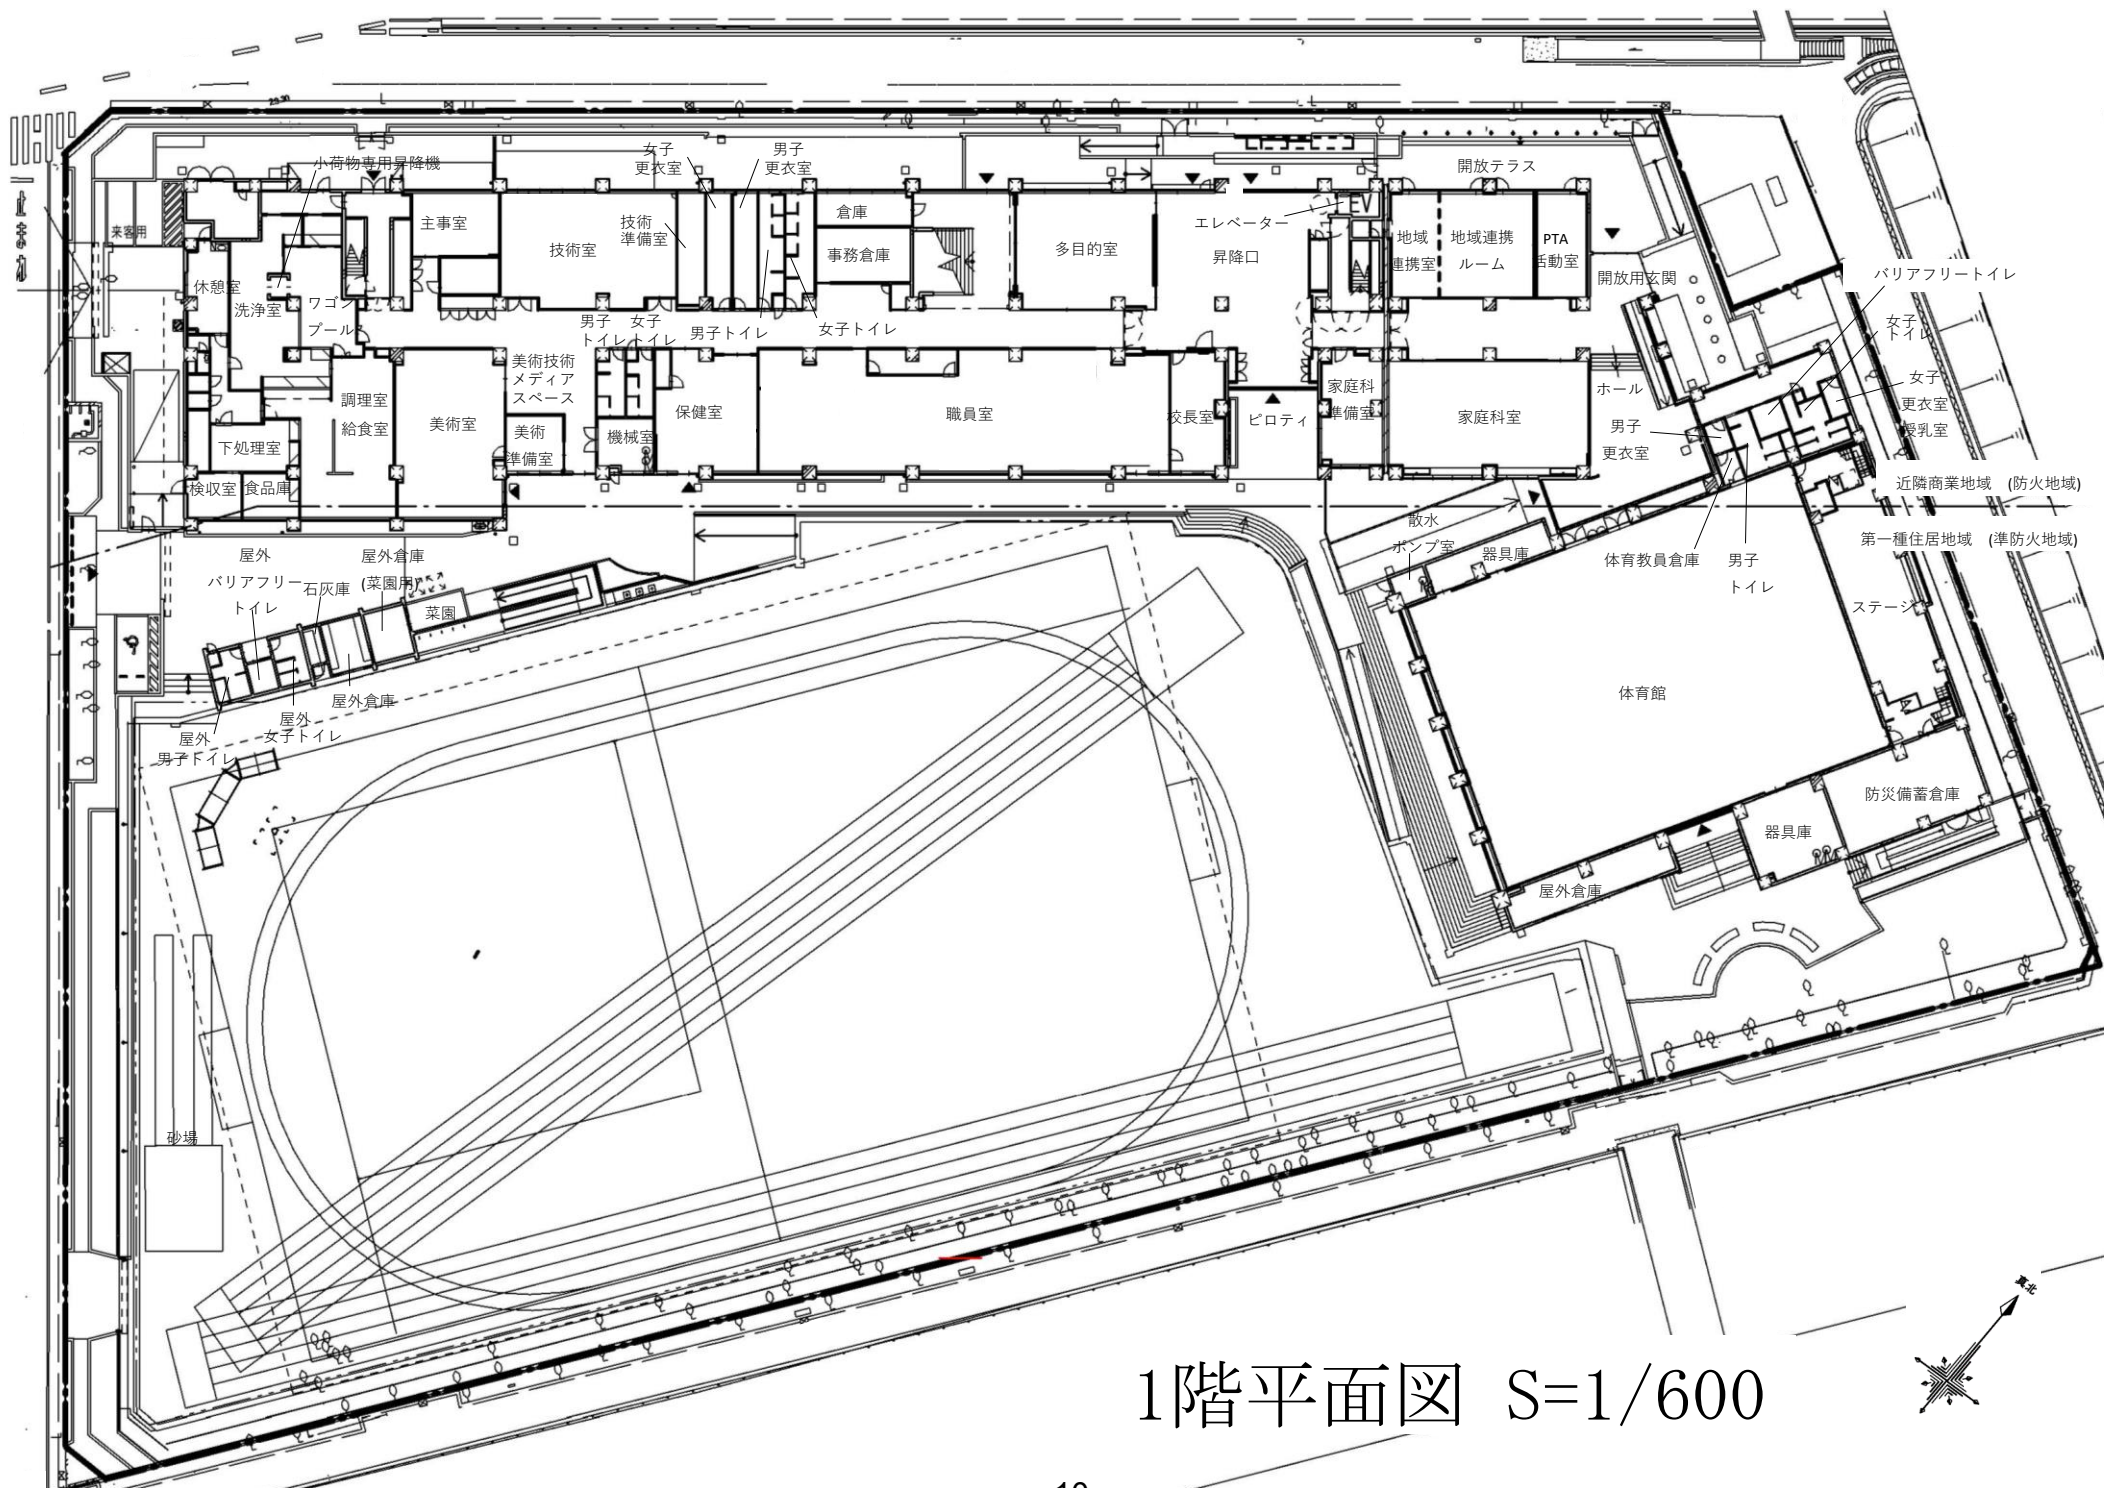 小荷物専用昇降機
女子
更衣室
男子
更衣室
開放テラス
来客用
主事室
技術室
技術
準備室
倉庫
事務倉庫
多目的室
エレベーター
昇降口
EV
地域
連携室
地域連携
ルーム
PTA
活動室
開放用玄関
バリアフリートイレ
女子
トイレ
休憩室
洗浄室
ワゴン
プール
男子
トイレ
女子
トイレ
男子トイレ
女子トイレ
美術技術
メディア
スペース
調理室
給食室
美術室
美術
準備室
機械室
保健室
職員室
校長室
ピロティ
家庭科
準備室
家庭科室
ホール
男子
更衣室
女子
更衣室
授乳室
下処理室
検収室
食品庫
近隣商業地域 (防火地域)
第一種住居地域 (準防火地域)
散水
ポンプ室
器具庫
体育教員倉庫
男子
トイレ
ステージ
屋外
バリアフリー
トイレ
石灰庫
屋外倉庫
(菜園用)
菜園
屋外倉庫
屋外
女子トイレ
屋外
男子トイレ
体育館
防災備蓄倉庫
器具庫
屋外倉庫
砂場
真北
1階平面図 S=1/600